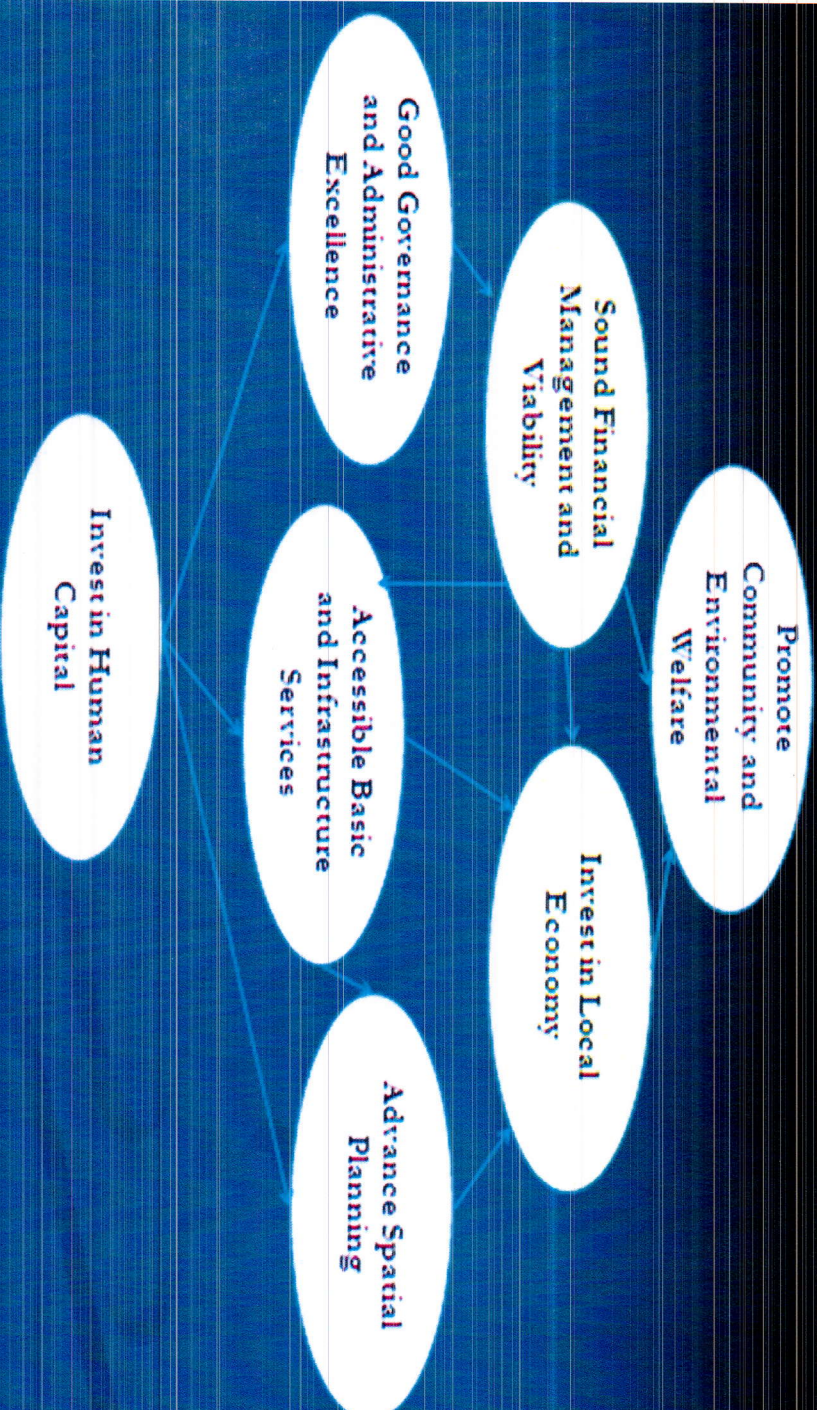 Promote
Community and
Environmental
Welfare
Sound Financial
Management and
Viability
Invest in Local
Economy
Good Governance
and Administrative
Excellence
Accessible Basic
and Infrastructure
Services
Advance Spatial
Planning
Invest in Human
Capital